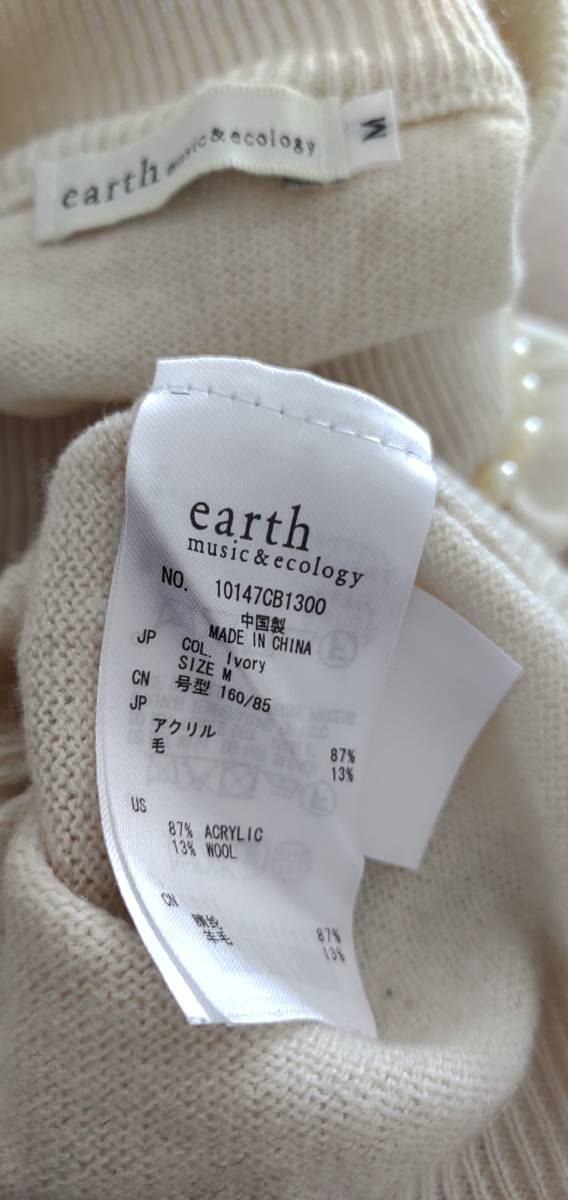 earth music&ecology
M
earth
music&ecology
NO. 10147CB1300
中国製
MADE IN CHINA
JP COL. Ivory
SIZE M
CN 号型 160/85
JP
アクリル 87%
毛 13%
US
87% ACRYLIC
13% WOOL
CN
腈纶 87%
羊毛 13%